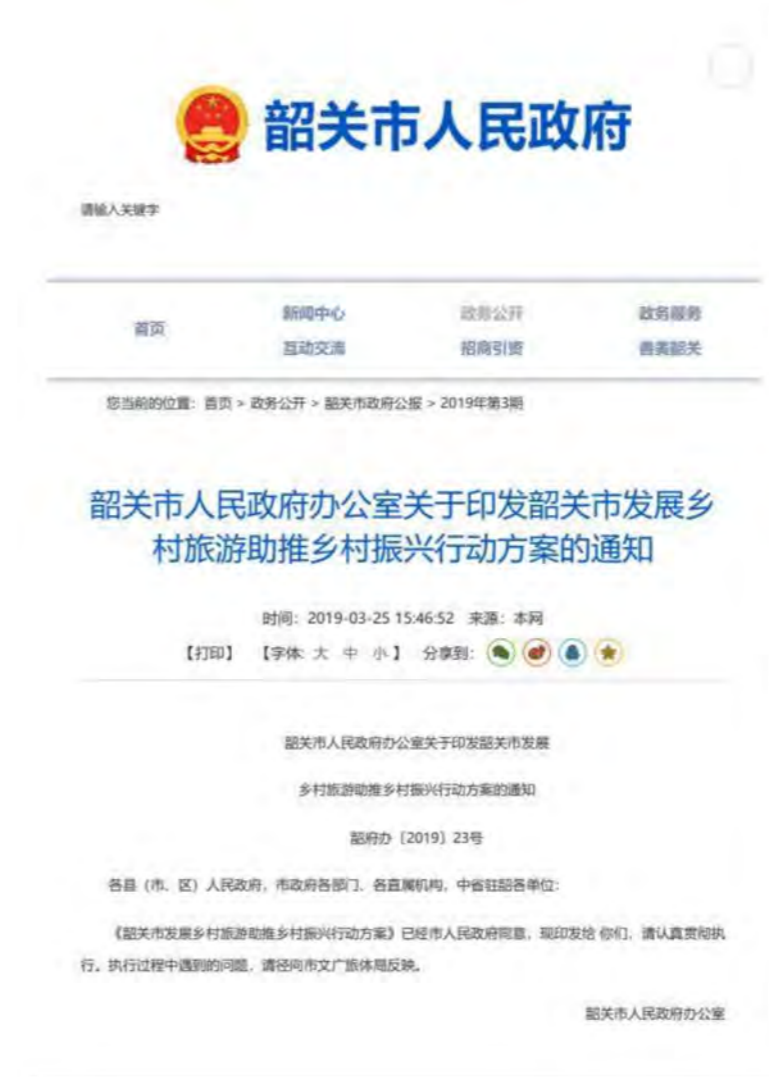 韶关市人民政府
请输入关键字
首页
新闻中心
政务公开
政务服务
互动交流
招商引资
善美韶关
您当前的位置：首页 > 政务公开 > 韶关市政府公报 > 2019年第3期
韶关市人民政府办公室关于印发韶关市发展乡
村旅游助推乡村振兴行动方案的通知
时间：2019-03-25 15:46:52 来源：本网
【打印】 【字体: 大 中 小】 分享到:
韶关市人民政府办公室关于印发韶关市发展
乡村旅游助推乡村振兴行动方案的通知
韶府办〔2019〕23号
各县（市、区）人民政府，市政府各部门、各直属机构，中省驻韶各单位：
《韶关市发展乡村旅游助推乡村振兴行动方案》已经市人民政府同意，现印发给 你们，请认真贯彻执
行。执行过程中遇到的问题，请径向市文广旅体局反映。
韶关市人民政府办公室